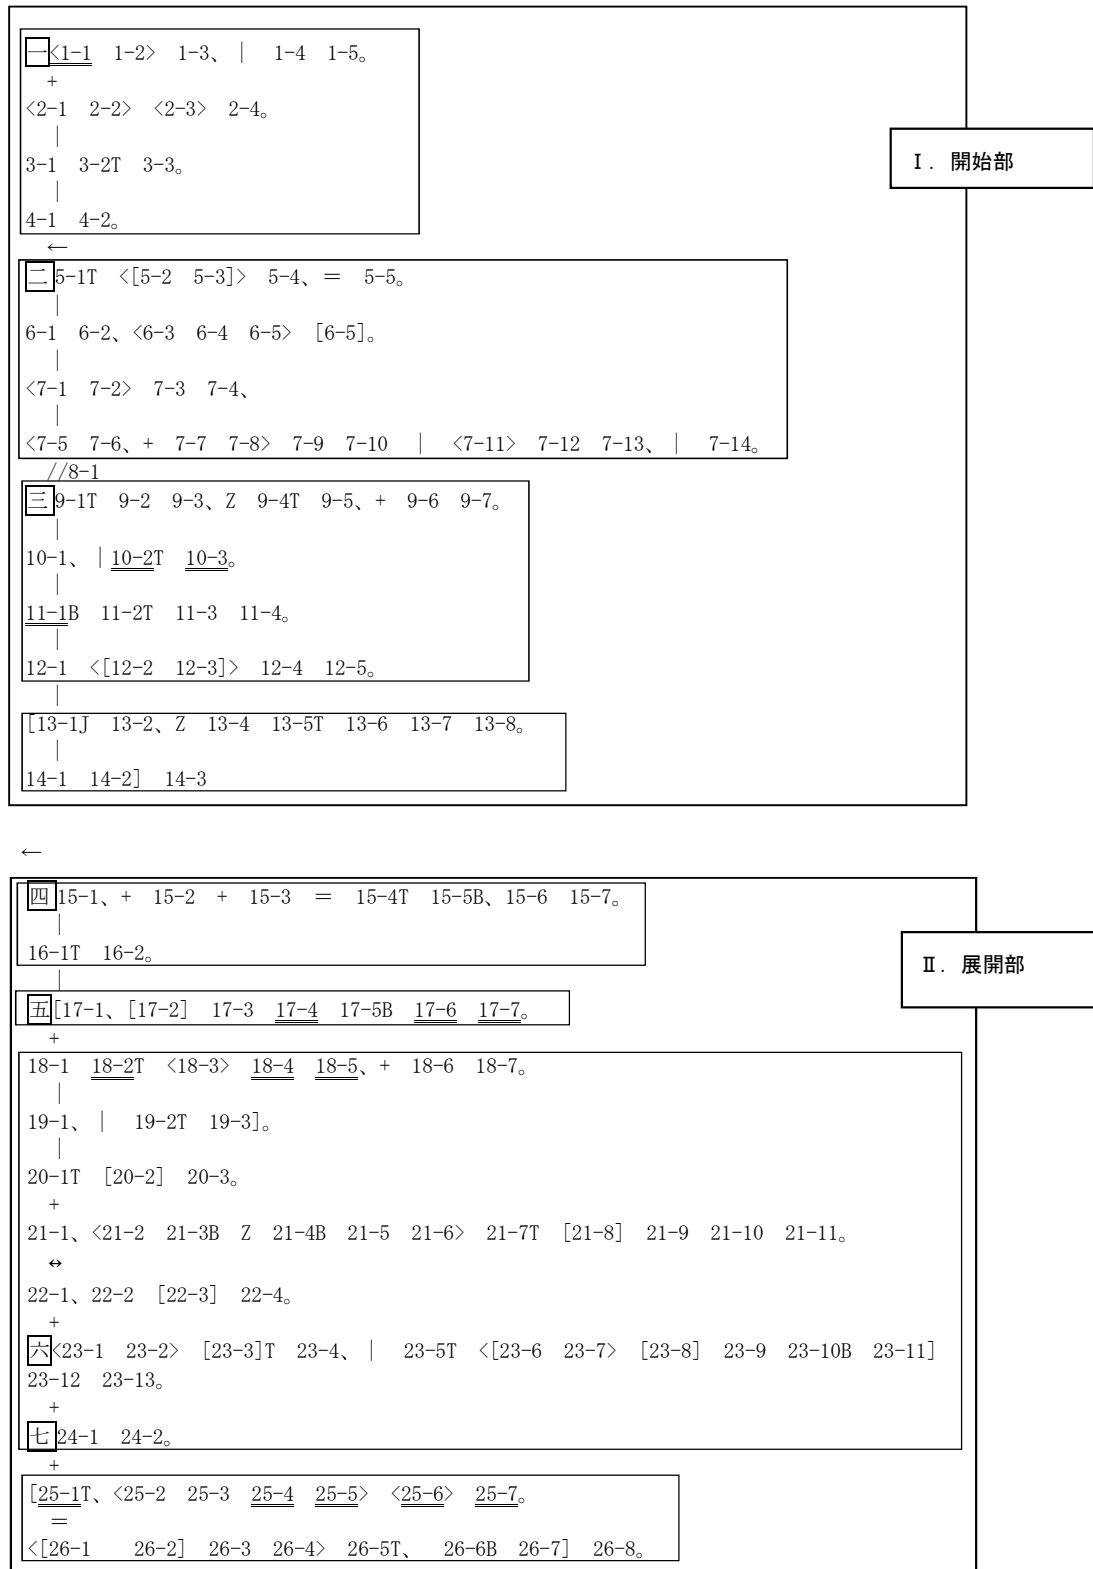 一<1-1 1-2> 1-3、| 1-4 1-5。
+
<2-1 2-2> <2-3> 2-4。
|
3-1 3-2T 3-3。
|
4-1 4-2。
←
Ⅰ. 開始部
二5-1T <[5-2 5-3]> 5-4、= 5-5。
|
6-1 6-2、<6-3 6-4 6-5> [6-5]。
|
<7-1 7-2> 7-3 7-4、
|
<7-5 7-6、+ 7-7 7-8> 7-9 7-10 | <7-11> 7-12 7-13、| 7-14。
//8-1
三9-1T 9-2 9-3、Z 9-4T 9-5、+ 9-6 9-7。
|
10-1、|10-2T 10-3。
|
11-1B 11-2T 11-3 11-4。
|
12-1 <[12-2 12-3]> 12-4 12-5。
|
[13-1J 13-2、Z 13-4 13-5T 13-6 13-7 13-8。
|
14-1 14-2] 14-3
←
四15-1、+ 15-2 + 15-3 = 15-4T 15-5B、15-6 15-7。
|
16-1T 16-2。
|
Ⅱ. 展開部
五[17-1、[17-2] 17-3 17-4 17-5B 17-6 17-7。
+
18-1 18-2T <18-3> 18-4 18-5、+ 18-6 18-7。
|
19-1、| 19-2T 19-3]。
|
20-1T [20-2] 20-3。
+
21-1、<21-2 21-3B Z 21-4B 21-5 21-6> 21-7T [21-8] 21-9 21-10 21-11。
↔
22-1、22-2 [22-3] 22-4。
+
六<23-1 23-2> [23-3]T 23-4、| 23-5T <[23-6 23-7> [23-8] 23-9 23-10B 23-11]
23-12 23-13。
+
七24-1 24-2。
+
[25-1T、<25-2 25-3 25-4 25-5> <25-6> 25-7。
=
<[26-1 26-2] 26-3 26-4> 26-5T、 26-6B 26-7] 26-8。